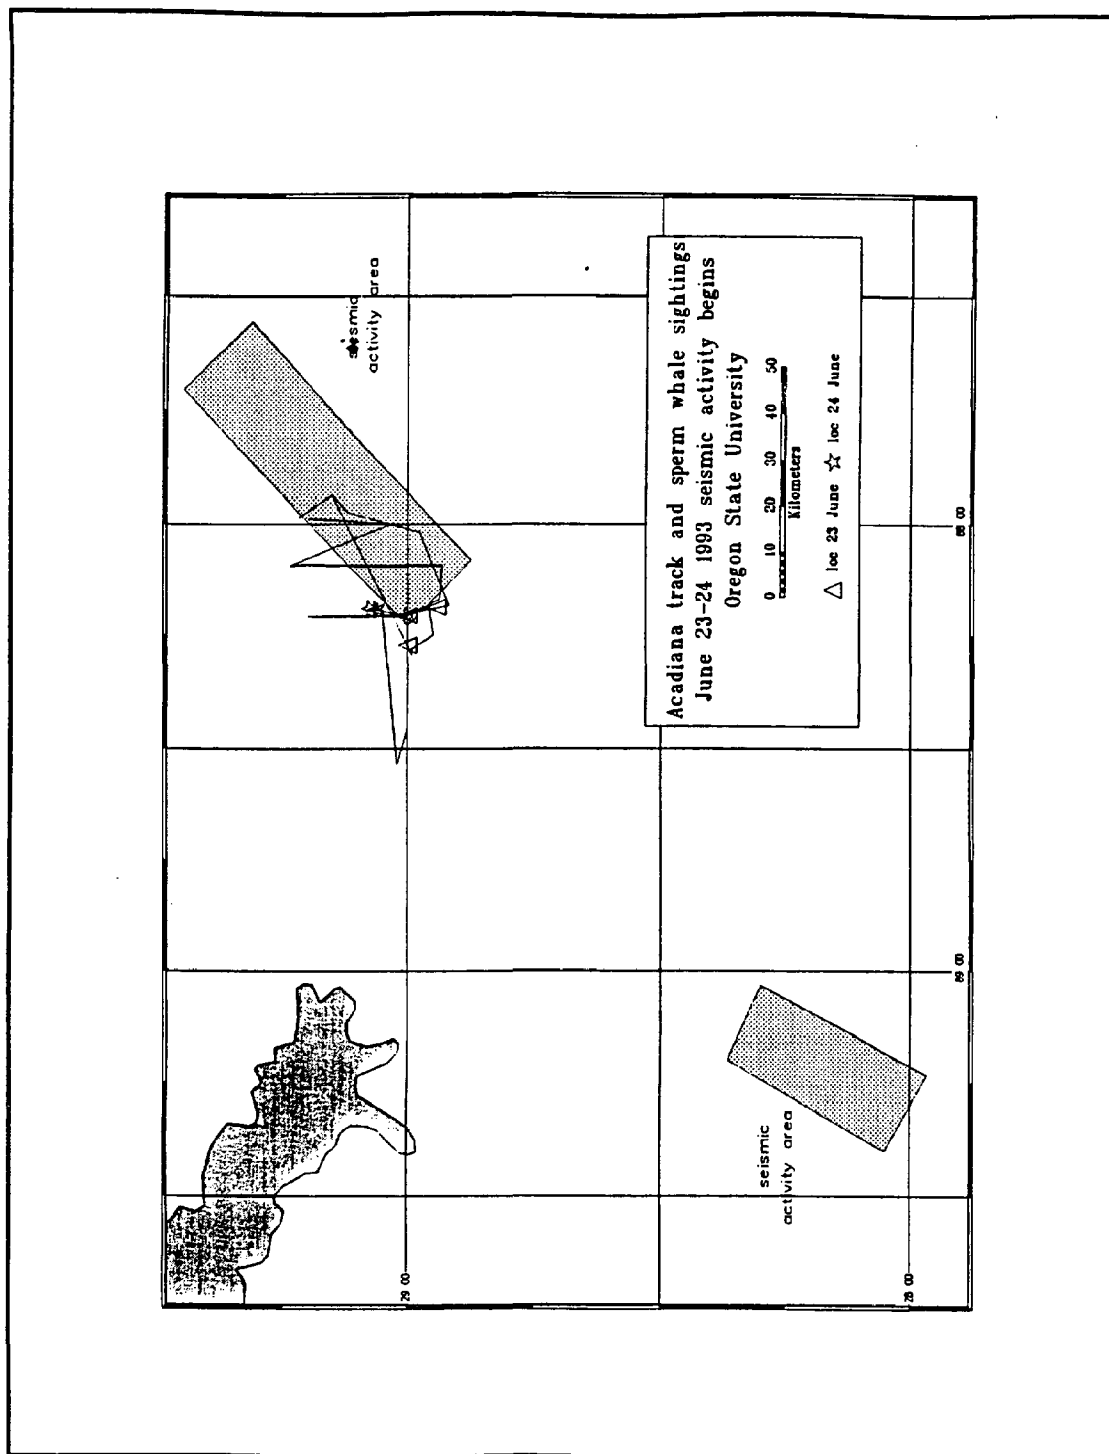 seismic
activity area
Acadiana track and sperm whale sightings
June 23-24 1993 seismic activity begins
Oregon State University
0 10 20 30 40 50
Kilometers
loc 23 June loc 24 June
29 00
seismic
activity area
28 00
89 00
88 00